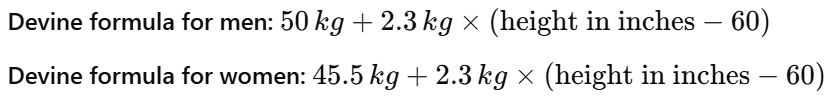 Devine formula for men: 50 kg + 2.3 kg × (height in inches − 60)
Devine formula for women: 45.5 kg + 2.3 kg × (height in inches − 60)